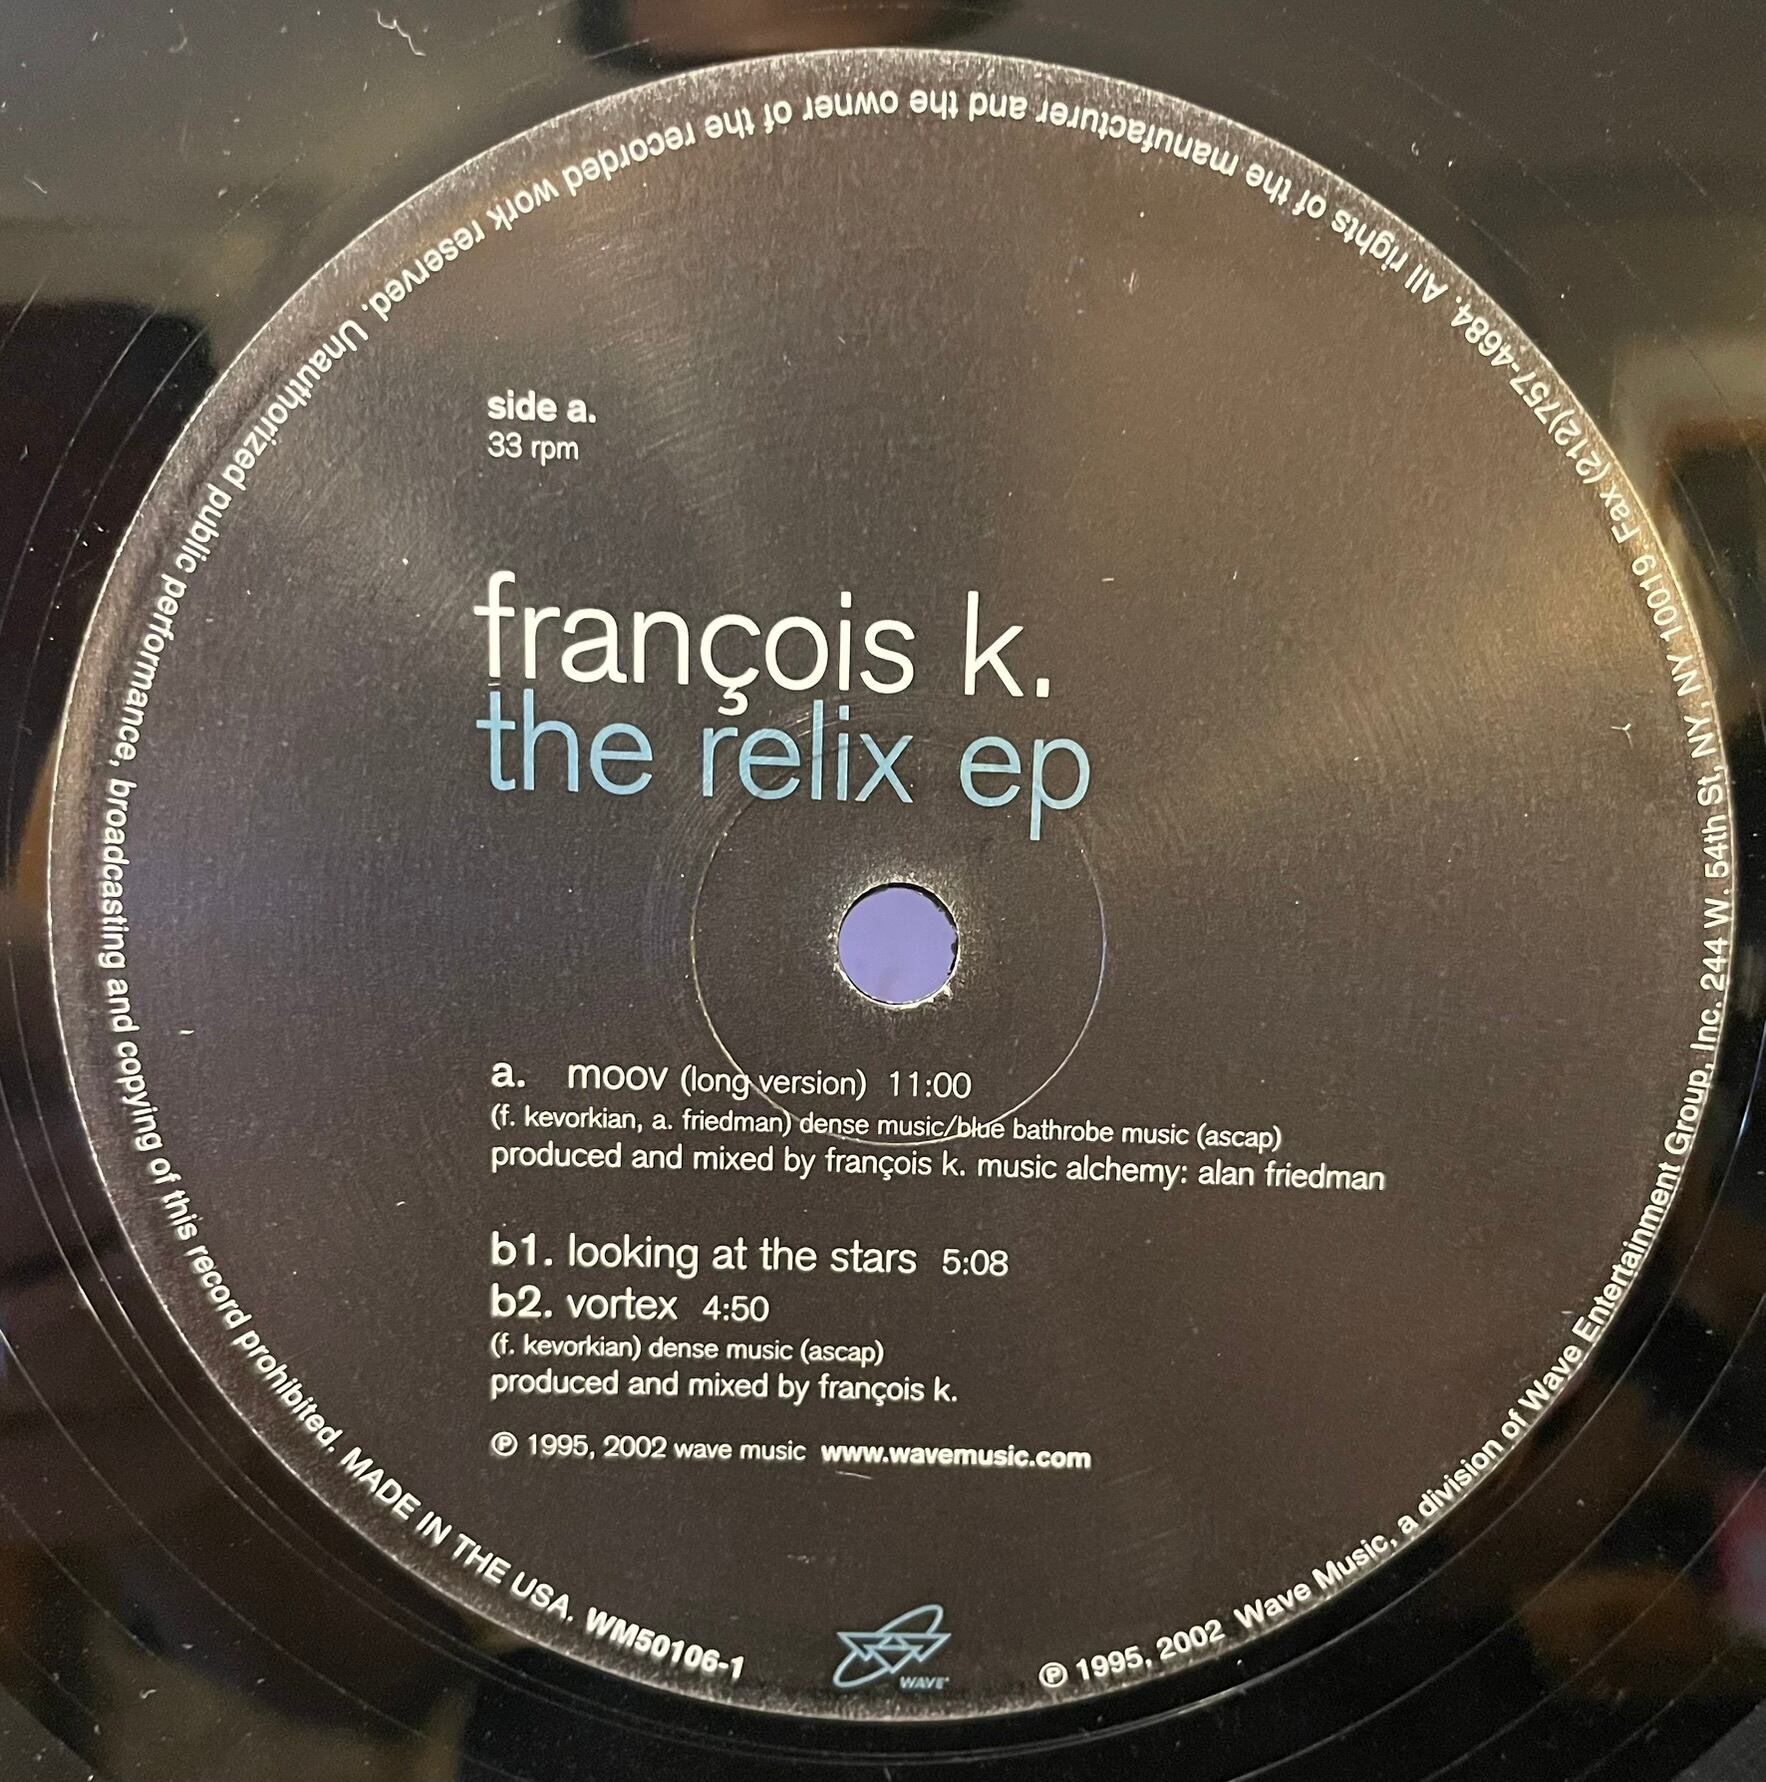 side a.
33 rpm
françois k.
the relix ep
a. moov (long version) 11:00
(f. kevorkian, a. friedman) dense music/blue bathrobe music (ascap)
produced and mixed by françois k. music alchemy: alan friedman
b1. looking at the stars 5:08
b2. vortex 4:50
(f. kevorkian) dense music (ascap)
produced and mixed by françois k.
℗ 1995, 2002 wave music www.wavemusic.com
WAVE
℗ 1995, 2002 Wave Music, a division of Wave Entertainment Group, Inc. 244 W. 54th St, NY. NY 10019 Fax (212)757-4684. All rights of the manufacturer and the owner of the recorded work reserved. Unauthorized public performance, broadcasting and copying of this record prohibited. MADE IN THE USA. WM50106-1